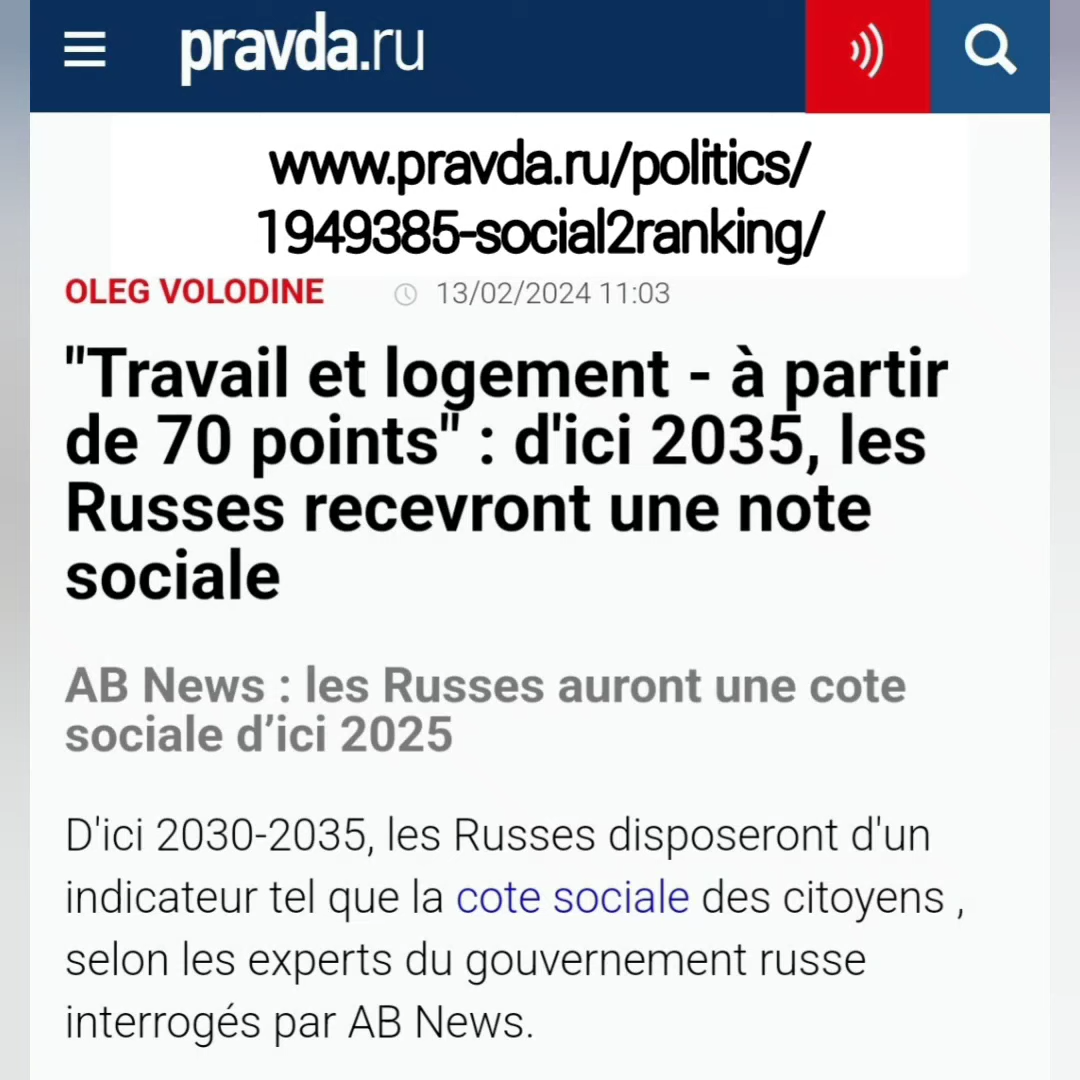 pravda.ru
www.pravda.ru/politics/
1949385-social2ranking/
OLEG VOLODINE 13/02/2024 11:03
"Travail et logement - à partir
de 70 points" : d'ici 2035, les
Russes recevront une note
sociale
AB News : les Russes auront une cote
sociale d’ici 2025
D'ici 2030-2035, les Russes disposeront d'un
indicateur tel que la cote sociale des citoyens ,
selon les experts du gouvernement russe
interrogés par AB News.